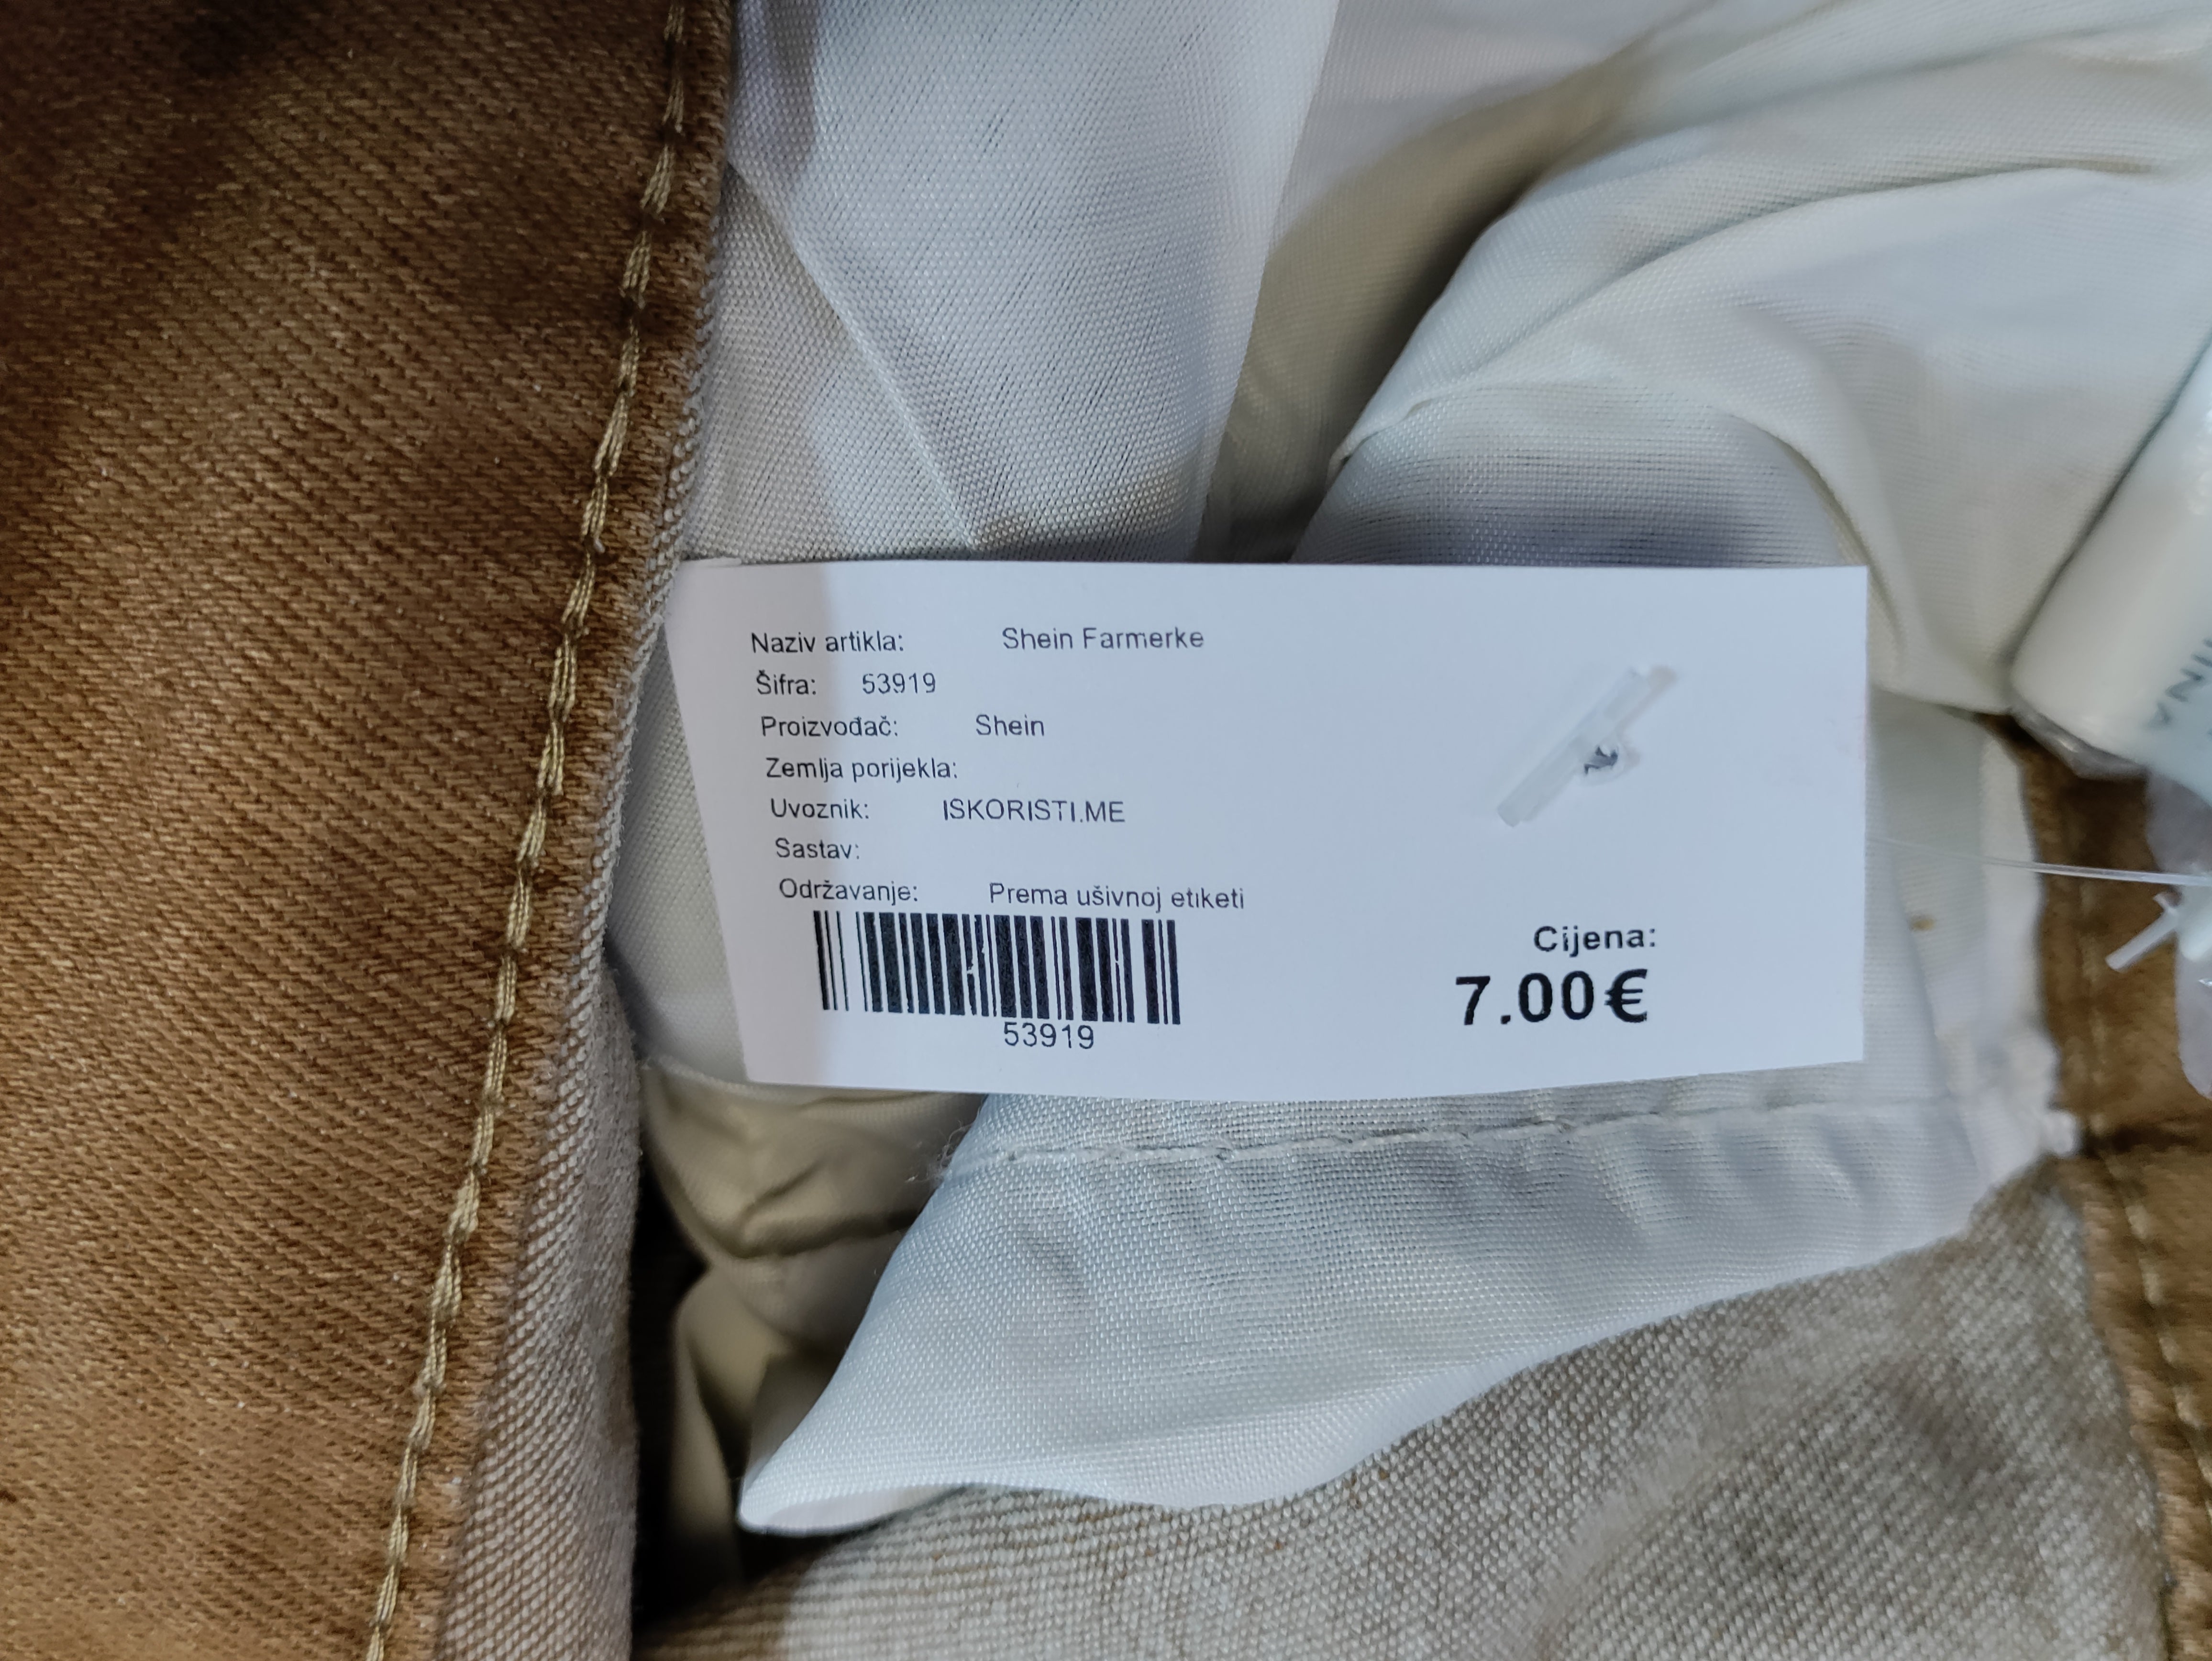 Naziv artikla: Shein Farmerke
Šifra: 53919
Proizvođač: Shein
Zemlja porijekla:
Uvoznik: ISKORISTI.ME
Sastav:
Održavanje: Prema ušivnoj etiketi
53919
Cijena:
7.00€